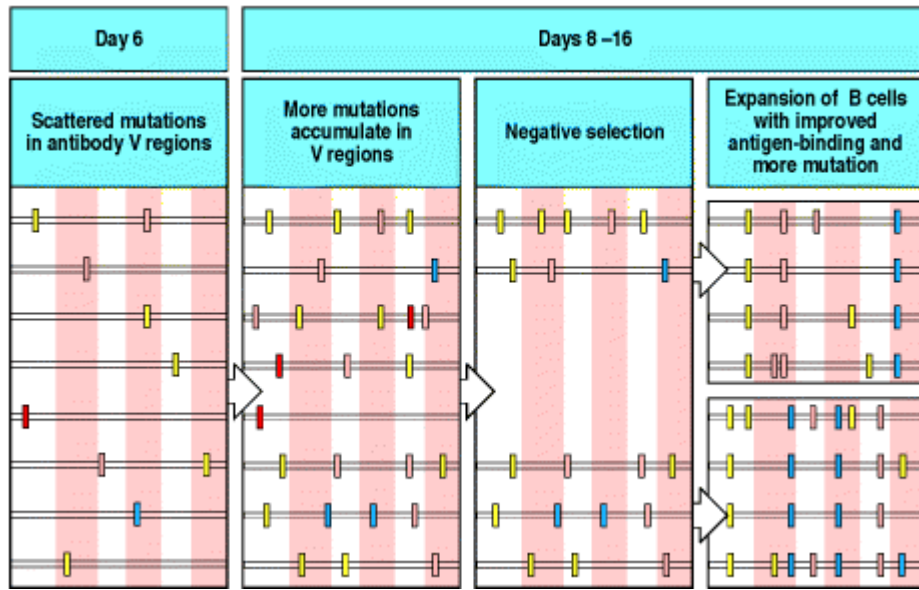 Day 6
Days 8 –16
Scattered mutations
in antibody V regions
More mutations
accumulate in
V regions
Negative selection
Expansion of B cells
with improved
antigen-binding and
more mutation